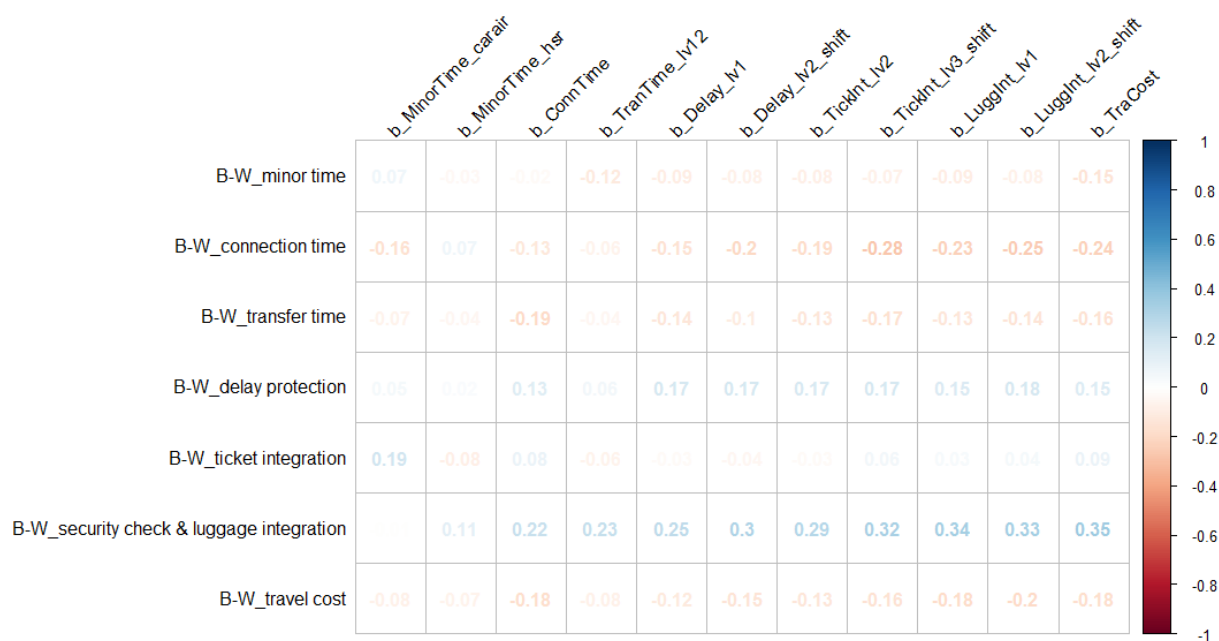 b_MinorTime_carair
b_MinorTime_hsr
b_ConnTime
b_TranTime_lv12
b_Delay_lv1
b_Delay_lv2_shift
b_TickInt_lv2
b_TickInt_lv3_shift
b_LuggInt_lv1
b_LuggInt_lv2_shift
b_TraCost
B-W_minor time 0.07 -0.03 -0.02 -0.12 -0.09 -0.08 -0.08 -0.07 -0.09 -0.08 -0.15
B-W_connection time -0.16 0.07 -0.13 -0.06 -0.15 -0.2 -0.19 -0.28 -0.23 -0.25 -0.24
B-W_transfer time -0.07 -0.04 -0.19 -0.04 -0.14 -0.1 -0.13 -0.17 -0.13 -0.14 -0.16
B-W_delay protection 0.05 0.02 0.13 0.06 0.17 0.17 0.17 0.17 0.15 0.18 0.15
B-W_ticket integration 0.19 -0.08 0.08 -0.06 -0.03 -0.04 -0.03 0.06 0.03 0.04 0.09
B-W_security check & luggage integration 0.11 0.22 0.23 0.25 0.3 0.29 0.32 0.34 0.33 0.35
B-W_travel cost -0.08 -0.07 -0.18 -0.08 -0.12 -0.15 -0.13 -0.16 -0.18 -0.2 -0.18
1
0.8
0.6
0.4
0.2
0
-0.2
-0.4
-0.6
-0.8
-1